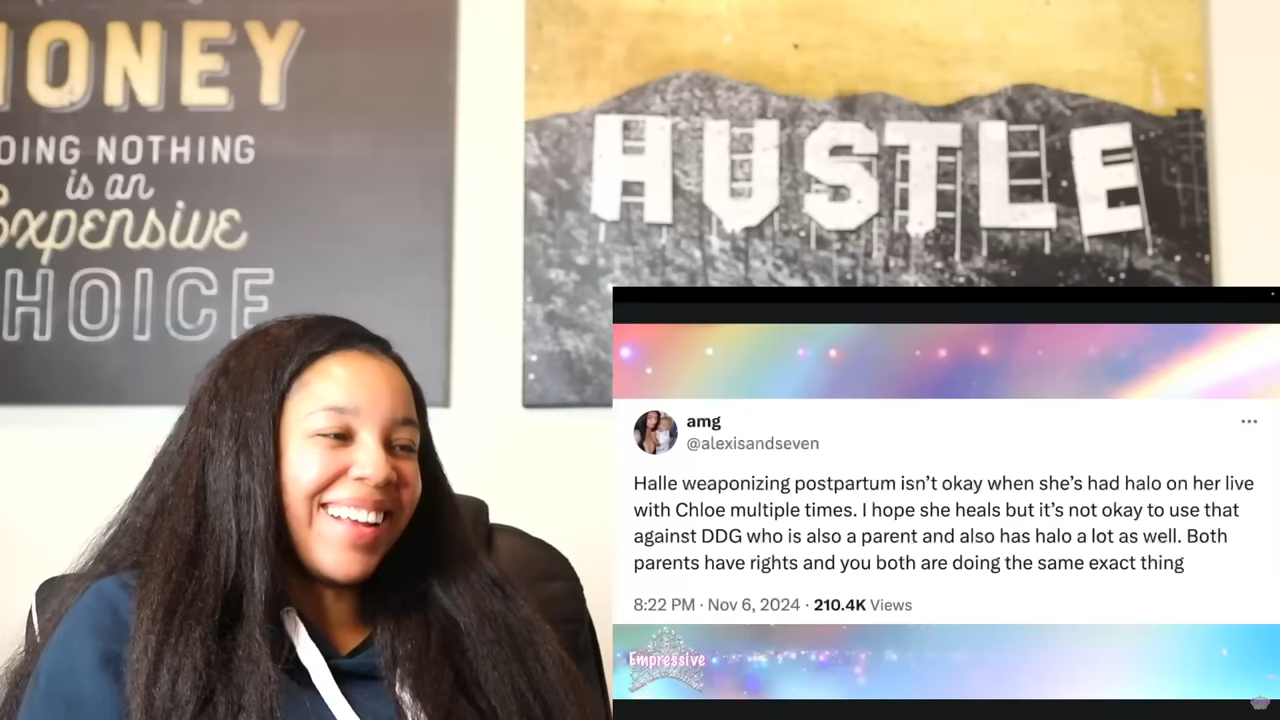 MONEY
DOING NOTHING
is an
Expensive
CHOICE
HUSTLE
amg
@alexisandseven
Halle weaponizing postpartum isn’t okay when she’s had halo on her live
with Chloe multiple times. I hope she heals but it’s not okay to use that
against DDG who is also a parent and also has halo a lot as well. Both
parents have rights and you both are doing the same exact thing
8:22 PM · Nov 6, 2024 · 210.4K Views
Empressive